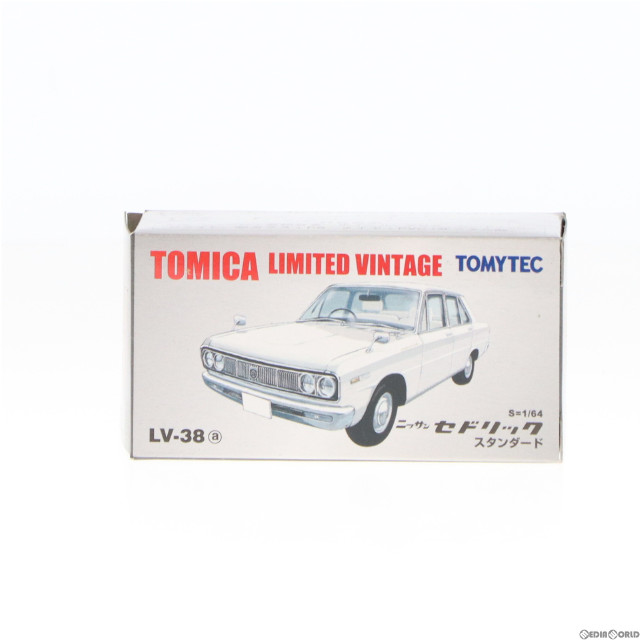 TOMICA LIMITED VINTAGE TOMYTEC
S=1/64
LV-38 ⓐ ニッサン セドリック
スタンダード
©MEDIAWORLD